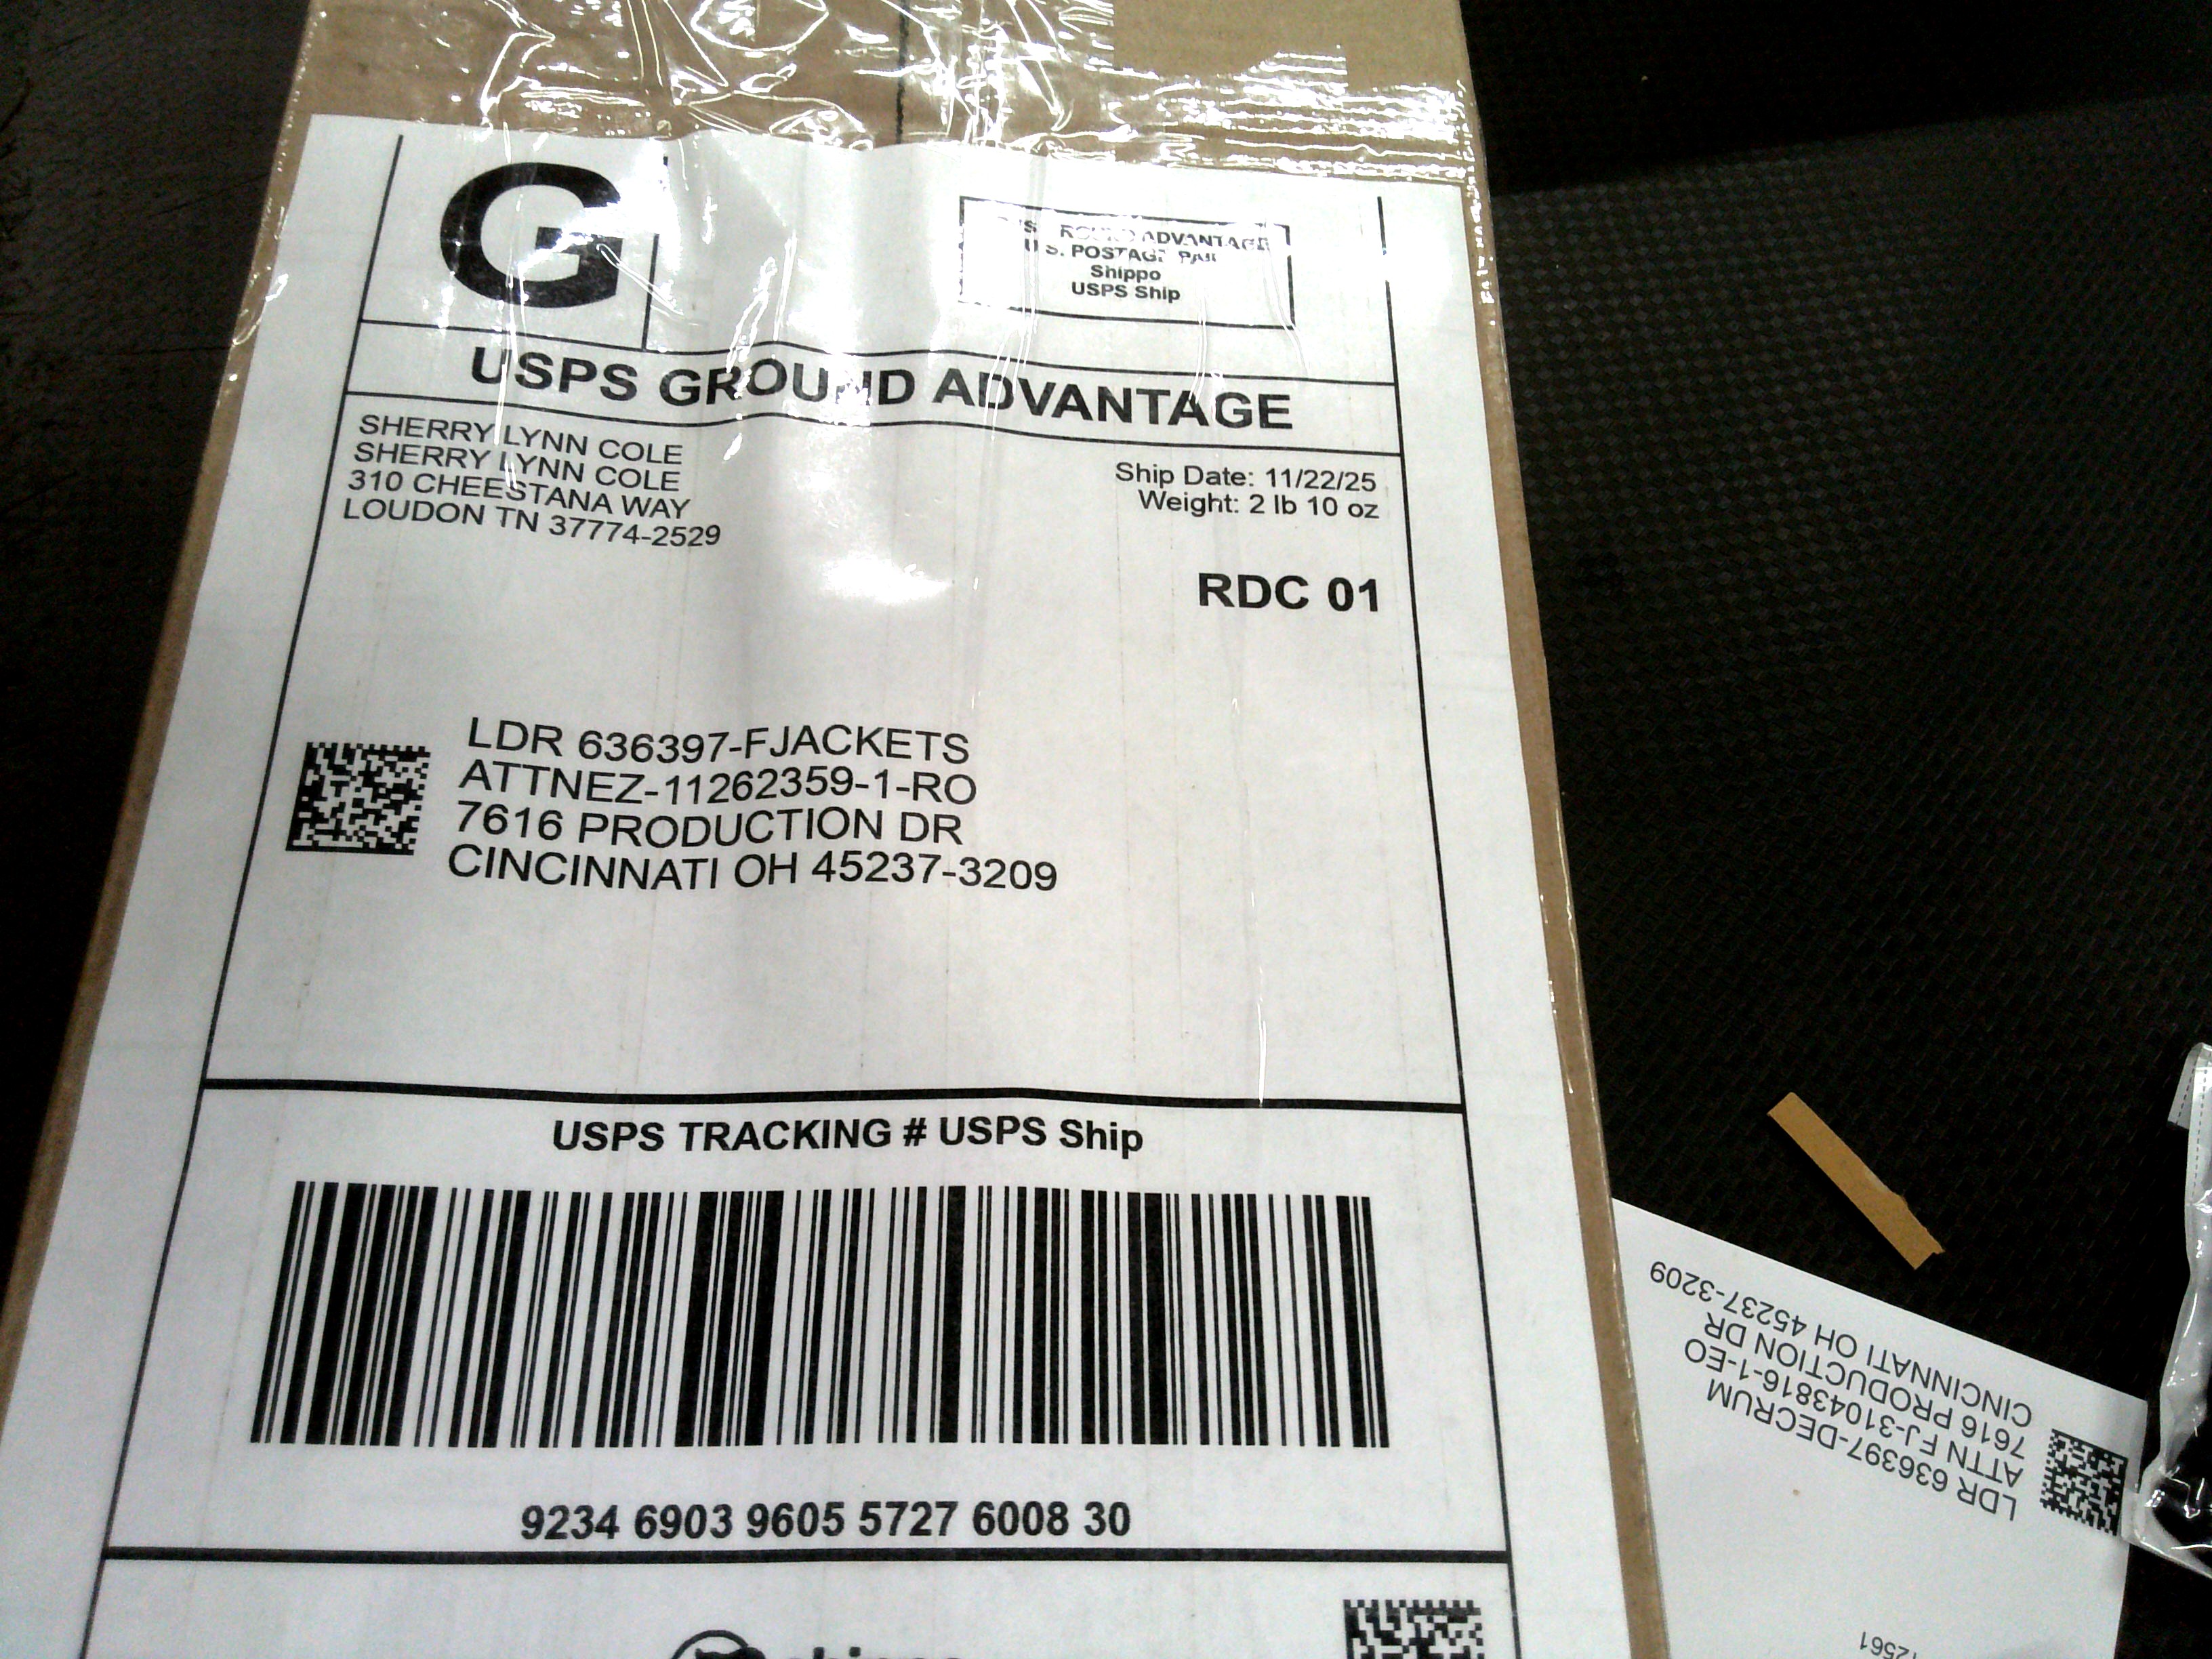 G
ROUND ADVANTAGE
U.S. POSTAGE PAI
Shippo
USPS Ship
USPS GROUND ADVANTAGE
SHERRY LYNN COLE
SHERRY LYNN COLE
310 CHEESTANA WAY
LOUDON TN 37774-2529
Ship Date: 11/22/25
Weight: 2 lb 10 oz
RDC 01
LDR 636397-FJACKETS
ATTNEZ-11262359-1-RO
7616 PRODUCTION DR
CINCINNATI OH 45237-3209
USPS TRACKING # USPS Ship
9234 6903 9605 5727 6008 30
LDR 636397-DECRUM
ATTN FJ-31043816-1-EO
7616 PRODUCTION DR
CINCINNATI OH 45237-3209